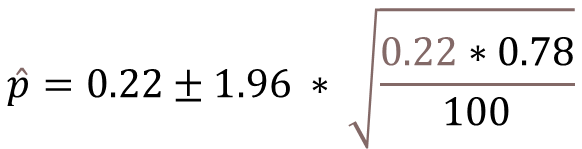 p̂ = 0.22 ± 1.96 * √(0.22 * 0.78 / 100)